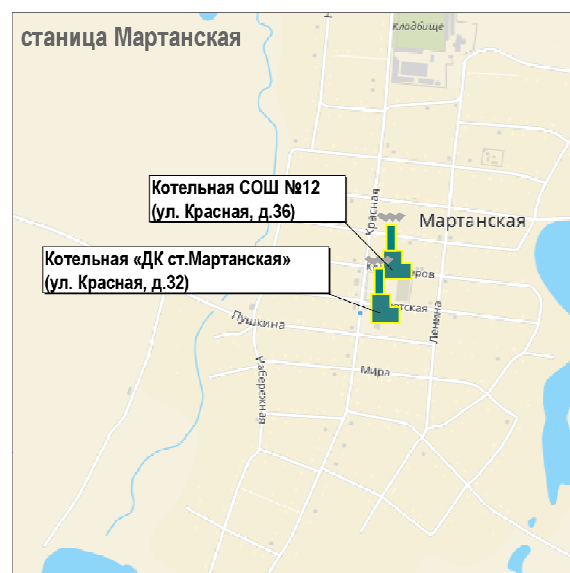 станица Мартанская
Кладбище
Котельная СОШ №12
(ул. Красная, д.36)
Красная
Мартанская
Котельная «ДК ст.Мартанская»
(ул. Красная, д.32)
Пушкина
Ленина
Мира
Набережная